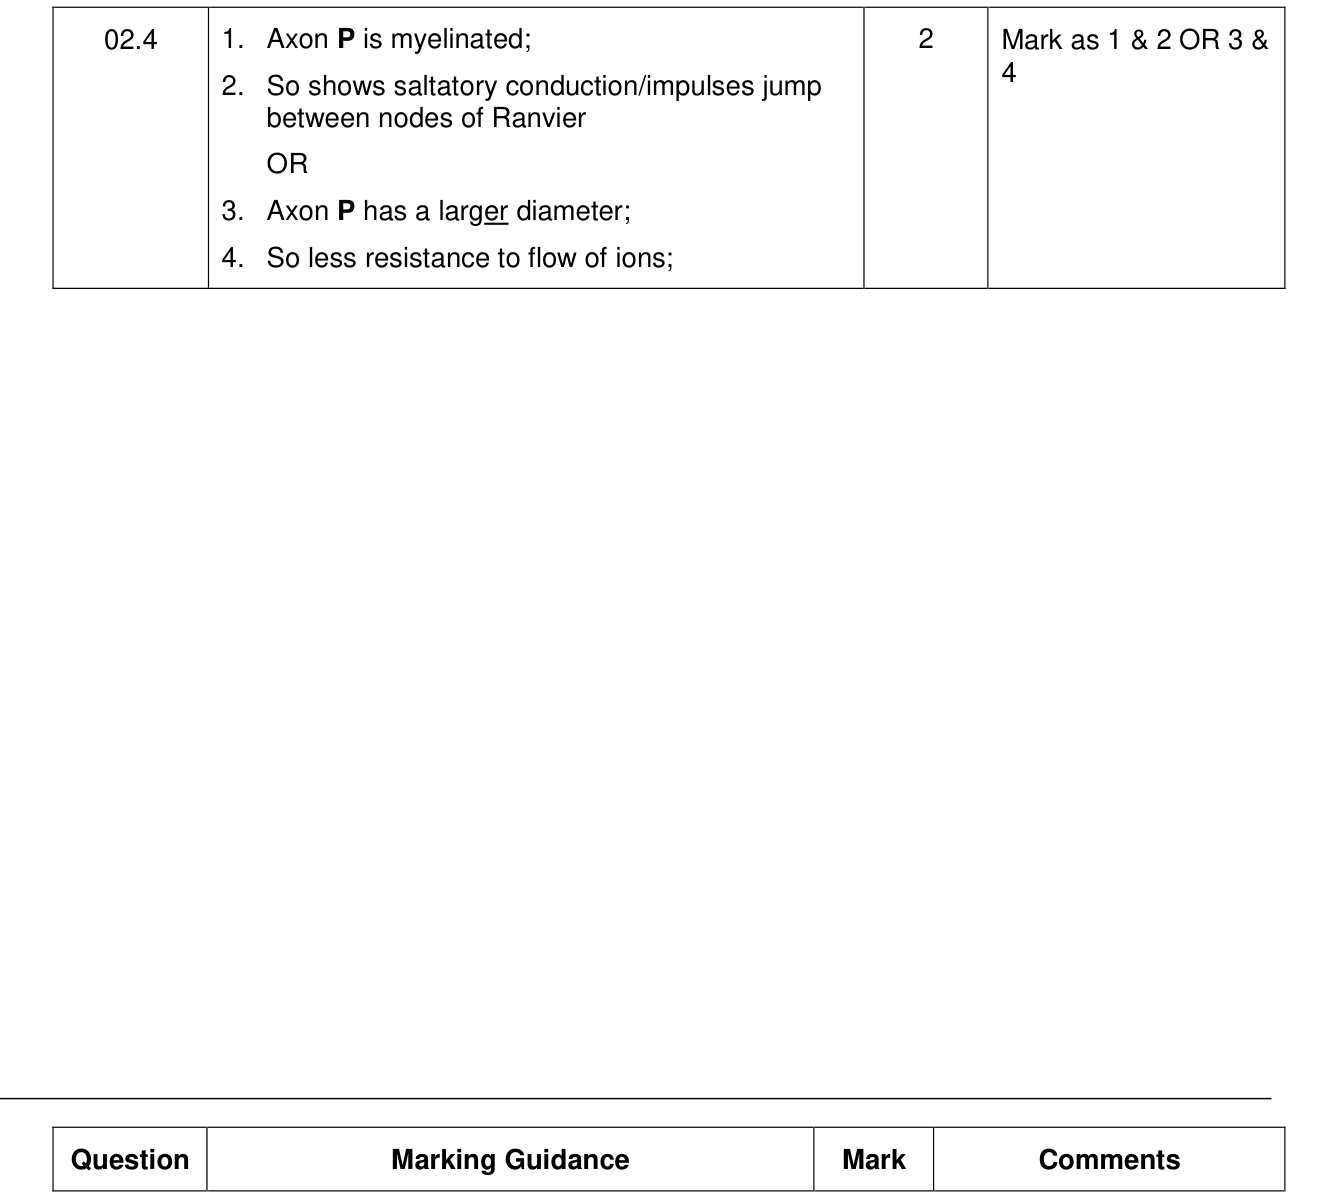 02.4
1. Axon P is myelinated;
2. So shows saltatory conduction/impulses jump
between nodes of Ranvier
OR
3. Axon P has a larger diameter;
4. So less resistance to flow of ions;
2
Mark as 1 & 2 OR 3 &
4
Question Marking Guidance Mark Comments